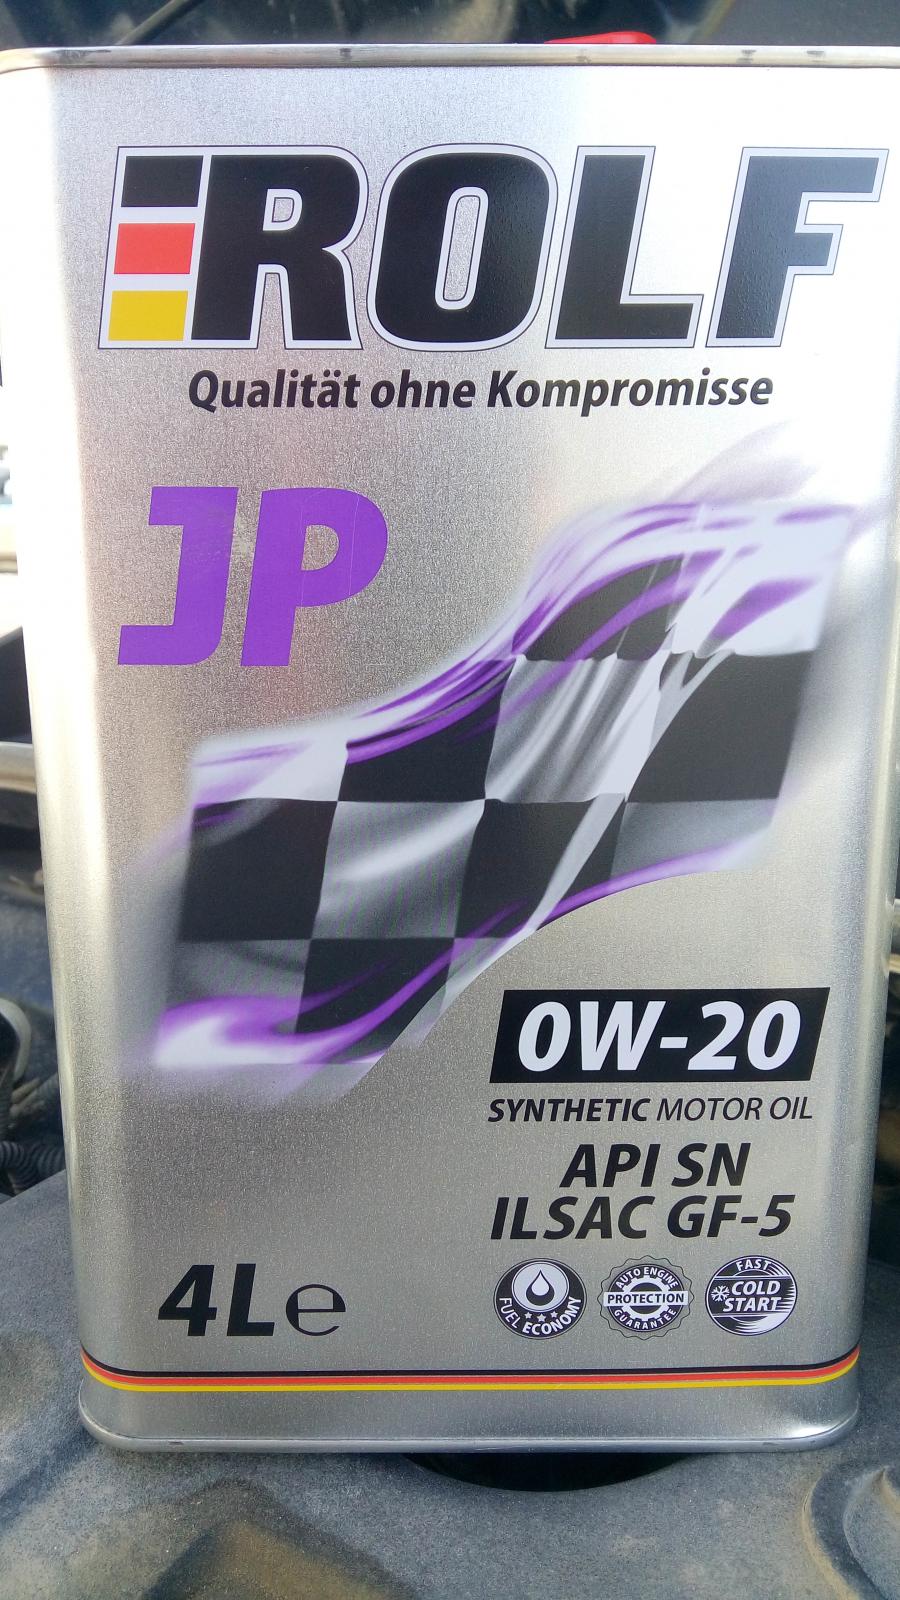 ROLF
Qualität ohne Kompromisse
JP
0W-20
SYNTHETIC MOTOR OIL
API SN
ILSAC GF-5
4L℮
FUEL ECONOMY
AUTO ENGINE
PROTECTION
GUARANTEE
FAST
COLD
START